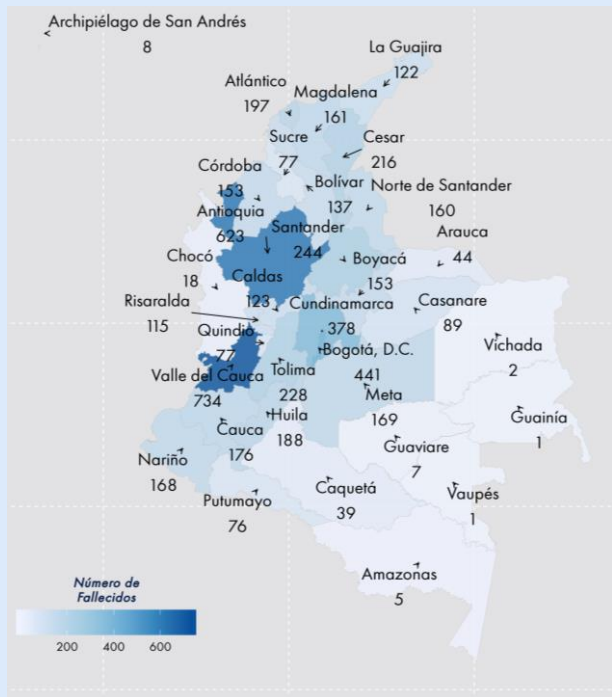 Archipiélago de San Andrés
8
La Guajira
122
Atlántico
197
Magdalena
161
Sucre
77
Cesar
216
Córdoba
153
Bolívar
137
Norte de Santander
160
Antioquia
623
Santander
244
Arauca
44
Chocó
18
Boyacá
153
Caldas
123
Cundinamarca
378
Casanare
89
Risaralda
115
Quindio
77
Bogotá, D.C.
441
Vichada
2
Valle del Cauca
734
Tolima
228
Meta
169
Huila
188
Guainía
1
Cauca
176
Guaviare
7
Nariño
168
Caquetá
39
Vaupés
1
Putumayo
76
Amazonas
5
Número de
Fallecidos
200 400 600